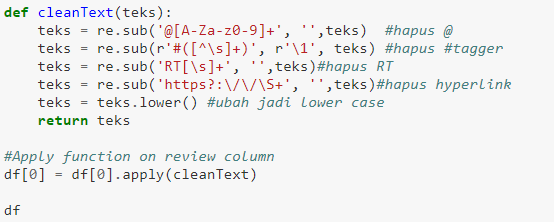 def cleanText(teks):
    teks = re.sub('@[A-Za-z0-9]+', '',teks)  #hapus @
    teks = re.sub(r'#([^\s]+)', r'\1', teks) #hapus #tagger
    teks = re.sub('RT[\s]+', '',teks)#hapus RT
    teks = re.sub('https?:\/\/\S+', '',teks)#hapus hyperlink
    teks = teks.lower() #ubah jadi lower case
    return teks
#Apply function on review column
df[0] = df[0].apply(cleanText)
df